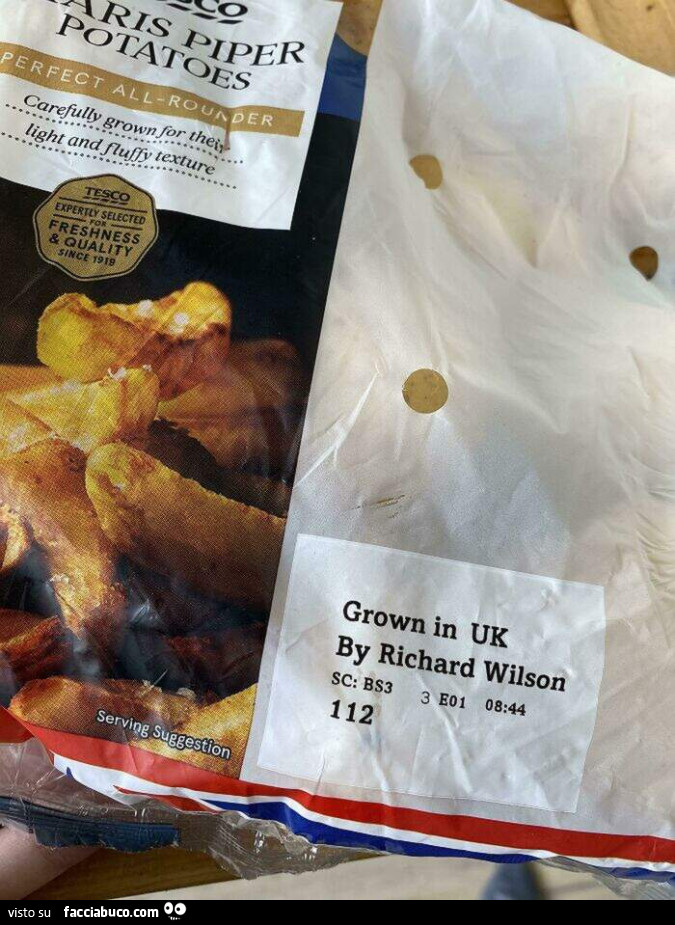 ARIS PIPER
POTATOES
PERFECT ALL-ROUNDER
Carefully grown for their
light and fluffy texture
TESCO
EXPERTLY SELECTED
FOR
FRESHNESS
& QUALITY
SINCE 1919
Serving Suggestion
Grown in UK
By Richard Wilson
SC: BS3 3 E01 08:44
112
visto su facciabuco.com